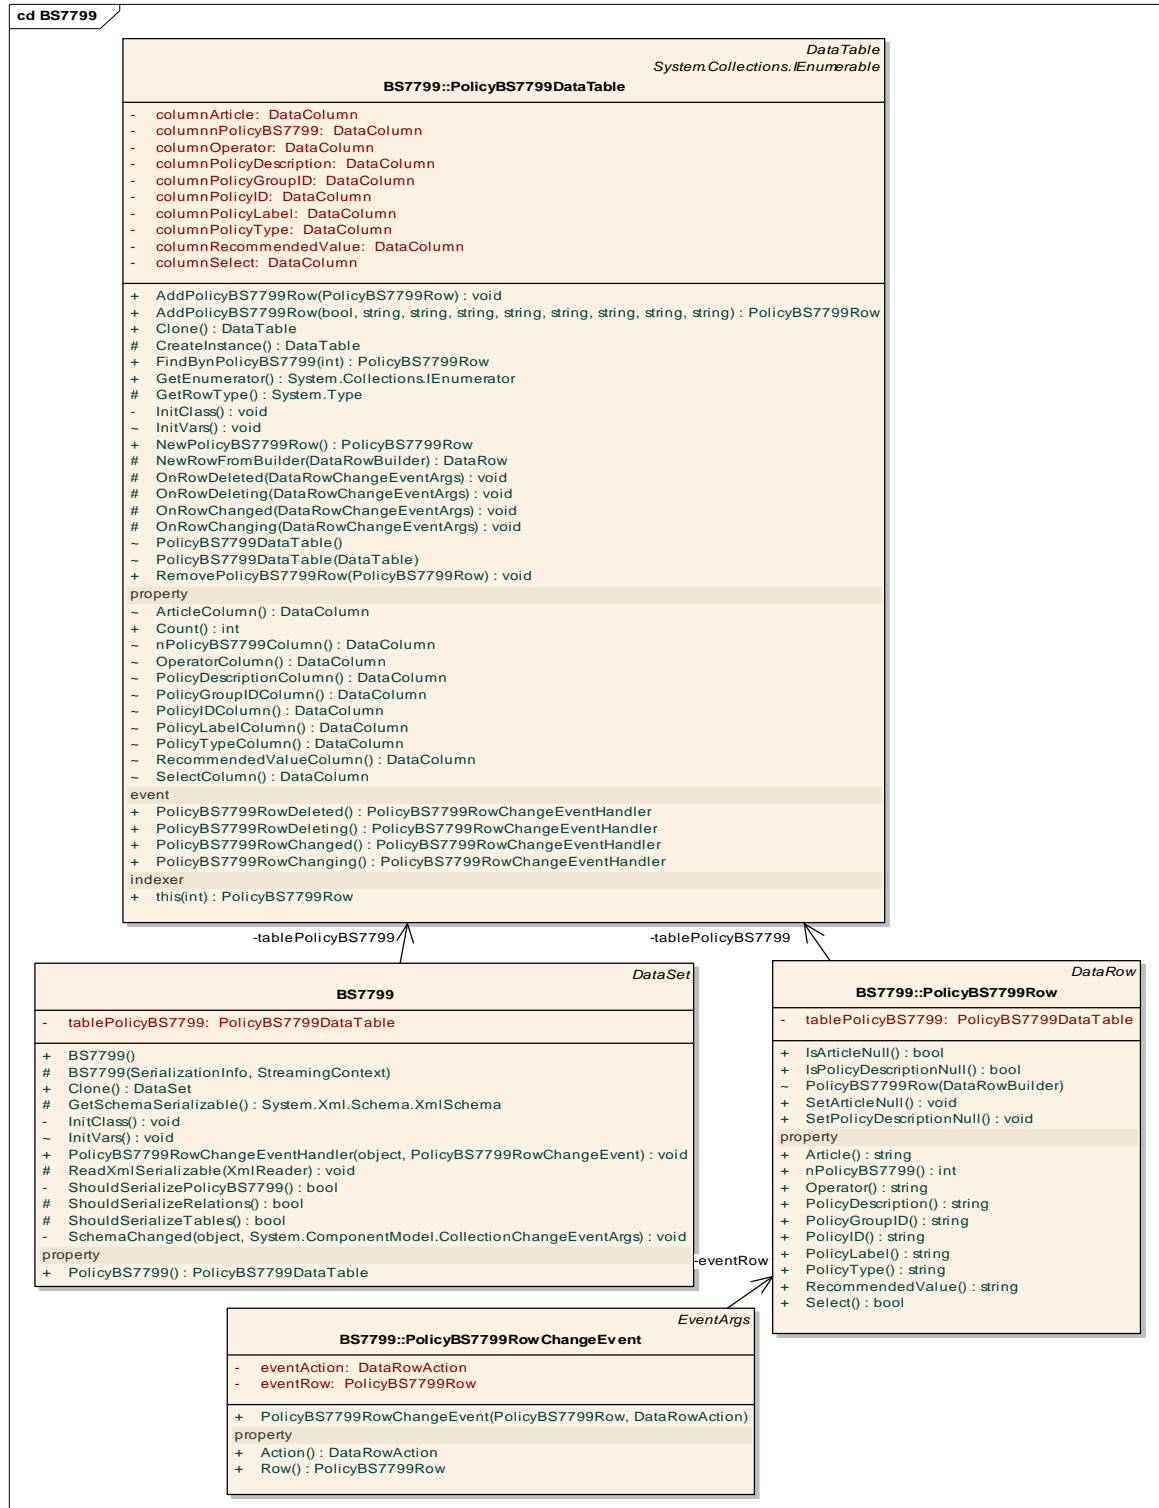 cd BS7799
DataTable
System.Collections.IEnumerable
BS7799::PolicyBS7799DataTable
- columnArticle: DataColumn
- columnnPolicyBS7799: DataColumn
- columnOperator: DataColumn
- columnPolicyDescription: DataColumn
- columnPolicyGroupID: DataColumn
- columnPolicyID: DataColumn
- columnPolicyLabel: DataColumn
- columnPolicyType: DataColumn
- columnRecommendedValue: DataColumn
- columnSelect: DataColumn
+ AddPolicyBS7799Row(PolicyBS7799Row) : void
+ AddPolicyBS7799Row(bool, string, string, string, string, string, string, string, string) : PolicyBS7799Row
+ Clone() : DataTable
# CreateInstance() : DataTable
+ FindBynPolicyBS7799(int) : PolicyBS7799Row
+ GetEnumerator() : System.Collections.IEnumerator
# GetRowType() : System.Type
- InitClass() : void
~ InitVars() : void
+ NewPolicyBS7799Row() : PolicyBS7799Row
# NewRowFromBuilder(DataRowBuilder) : DataRow
# OnRowDeleted(DataRowChangeEventArgs) : void
# OnRowDeleting(DataRowChangeEventArgs) : void
# OnRowChanged(DataRowChangeEventArgs) : void
# OnRowChanging(DataRowChangeEventArgs) : void
~ PolicyBS7799DataTable()
~ PolicyBS7799DataTable(DataTable)
+ RemovePolicyBS7799Row(PolicyBS7799Row) : void
property
~ ArticleColumn() : DataColumn
+ Count() : int
~ nPolicyBS7799Column() : DataColumn
~ OperatorColumn() : DataColumn
~ PolicyDescriptionColumn() : DataColumn
~ PolicyGroupIDColumn() : DataColumn
~ PolicyIDColumn() : DataColumn
~ PolicyLabelColumn() : DataColumn
~ PolicyTypeColumn() : DataColumn
~ RecommendedValueColumn() : DataColumn
~ SelectColumn() : DataColumn
event
+ PolicyBS7799RowDeleted() : PolicyBS7799RowChangeEventHandler
+ PolicyBS7799RowDeleting() : PolicyBS7799RowChangeEventHandler
+ PolicyBS7799RowChanged() : PolicyBS7799RowChangeEventHandler
+ PolicyBS7799RowChanging() : PolicyBS7799RowChangeEventHandler
indexer
+ this(int) : PolicyBS7799Row
-tablePolicyBS7799
-tablePolicyBS7799
DataSet
BS7799
- tablePolicyBS7799: PolicyBS7799DataTable
+ BS7799()
# BS7799(SerializationInfo, StreamingContext)
+ Clone() : DataSet
# GetSchemaSerializable() : System.Xml.Schema.XmlSchema
- InitClass() : void
~ InitVars() : void
+ PolicyBS7799RowChangeEventHandler(object, PolicyBS7799RowChangeEvent) : void
# ReadXmlSerializable(XmlReader) : void
- ShouldSerializePolicyBS7799() : bool
# ShouldSerializeRelations() : bool
# ShouldSerializeTables() : bool
- SchemaChanged(object, System.ComponentModel.CollectionChangeEventArgs) : void
property
+ PolicyBS7799() : PolicyBS7799DataTable
DataRow
BS7799::PolicyBS7799Row
- tablePolicyBS7799: PolicyBS7799DataTable
+ IsArticleNull() : bool
+ IsPolicyDescriptionNull() : bool
~ PolicyBS7799Row(DataRowBuilder)
+ SetArticleNull() : void
+ SetPolicyDescriptionNull() : void
property
+ Article() : string
+ nPolicyBS7799() : int
+ Operator() : string
+ PolicyDescription() : string
+ PolicyGroupID() : string
+ PolicyID() : string
+ PolicyLabel() : string
+ PolicyType() : string
+ RecommendedValue() : string
+ Select() : bool
-eventRow
EventArgs
BS7799::PolicyBS7799RowChangeEvent
- eventAction: DataRowAction
- eventRow: PolicyBS7799Row
+ PolicyBS7799RowChangeEvent(PolicyBS7799Row, DataRowAction)
property
+ Action() : DataRowAction
+ Row() : PolicyBS7799Row